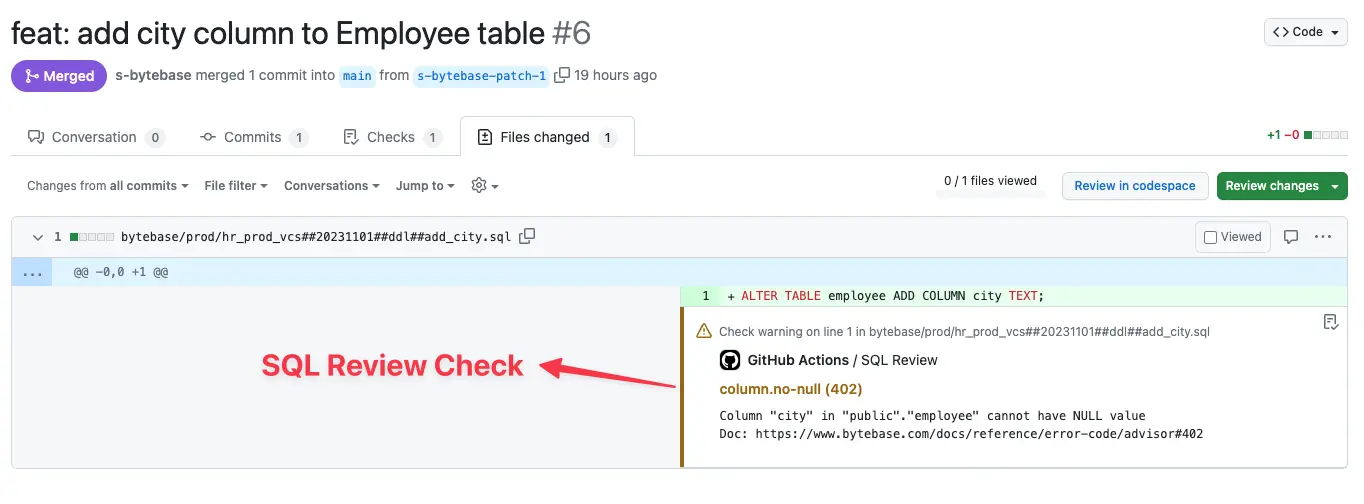 feat: add city column to Employee table #6
Code
Merged s-bytebase merged 1 commit into main from s-bytebase-patch-1 19 hours ago
Conversation 0 Commits 1 Checks 1 Files changed 1
+1 −0
Changes from all commits File filter Conversations Jump to
0 / 1 files viewed Review in codespace Review changes
1 bytebase/prod/hr_prod_vcs##20231101##ddl##add_city.sql Viewed ...
... @@ -0,0 +1 @@
1 + ALTER TABLE employee ADD COLUMN city TEXT;
Check warning on line 1 in bytebase/prod/hr_prod_vcs##20231101##ddl##add_city.sql
SQL Review Check
GitHub Actions / SQL Review
column.no-null (402)
Column "city" in "public"."employee" cannot have NULL value
Doc: https://www.bytebase.com/docs/reference/error-code/advisor#402